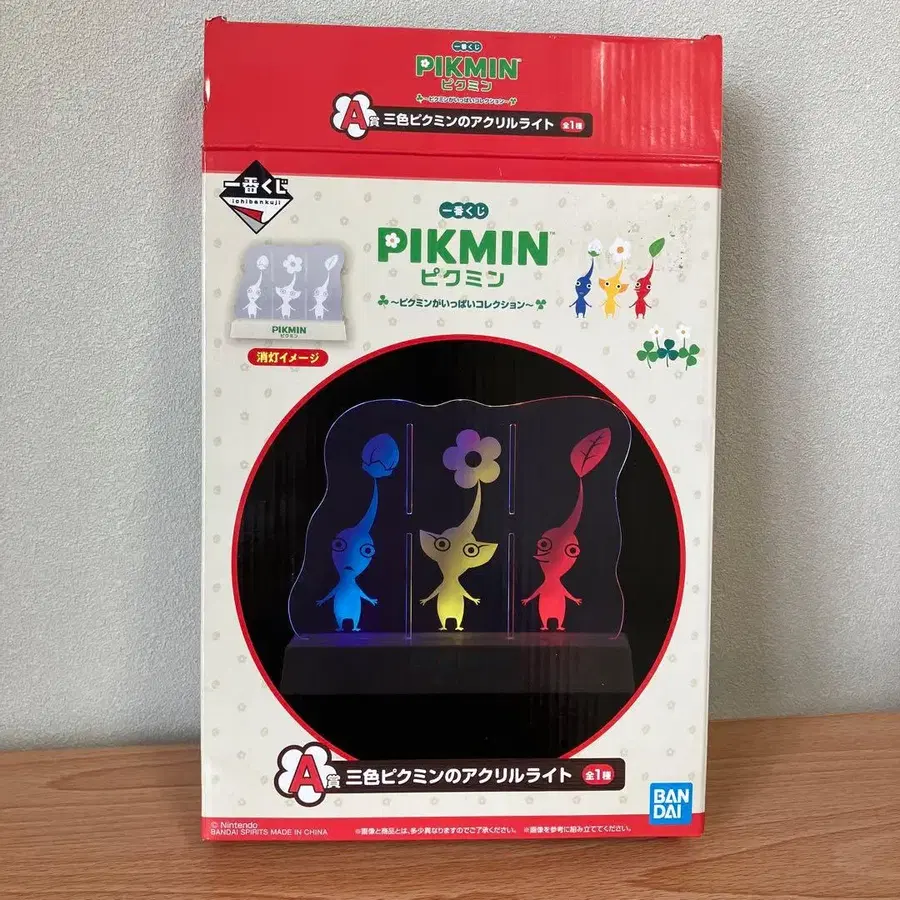 一番くじ
PIKMIN™
ピクミン
～ピクミンがいっぱいコレクション～
A賞 三色ピクミンのアクリルライト 全1種
一番くじ
ichibankuji
一番くじ
PIKMIN™
ピクミン
～ピクミンがいっぱいコレクション～
PIKMIN
ピクミン
消灯イメージ
A賞 三色ピクミンのアクリルライト 全1種
© Nintendo
BANDAI SPIRITS MADE IN CHINA
※画像と商品とは、多少異なりますのでご了承ください。 ※画像を参考に組み立ててください。
BAN
DAI